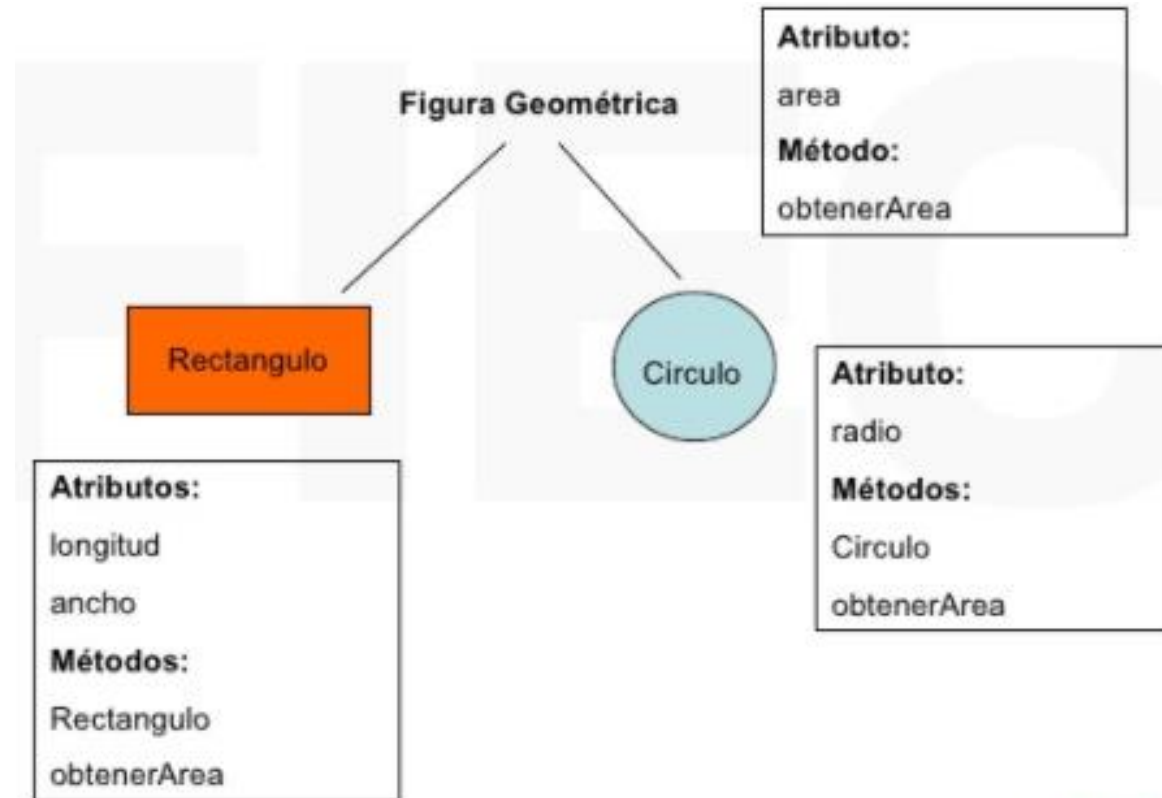 Figura Geométrica
Atributo:
area
Método:
obtenerArea
Rectangulo
Circulo
Atributos:
longitud
ancho
Métodos:
Rectangulo
obtenerArea
Atributo:
radio
Métodos:
Circulo
obtenerArea